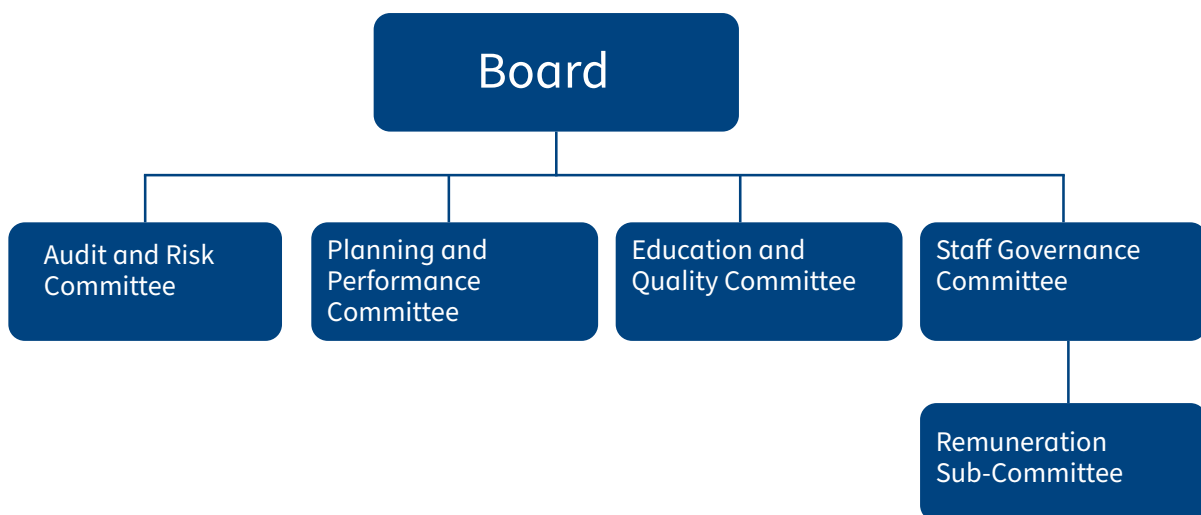 Board
Audit and Risk
Committee
Planning and
Performance
Committee
Education and
Quality Committee
Staff Governance
Committee
Remuneration
Sub-Committee